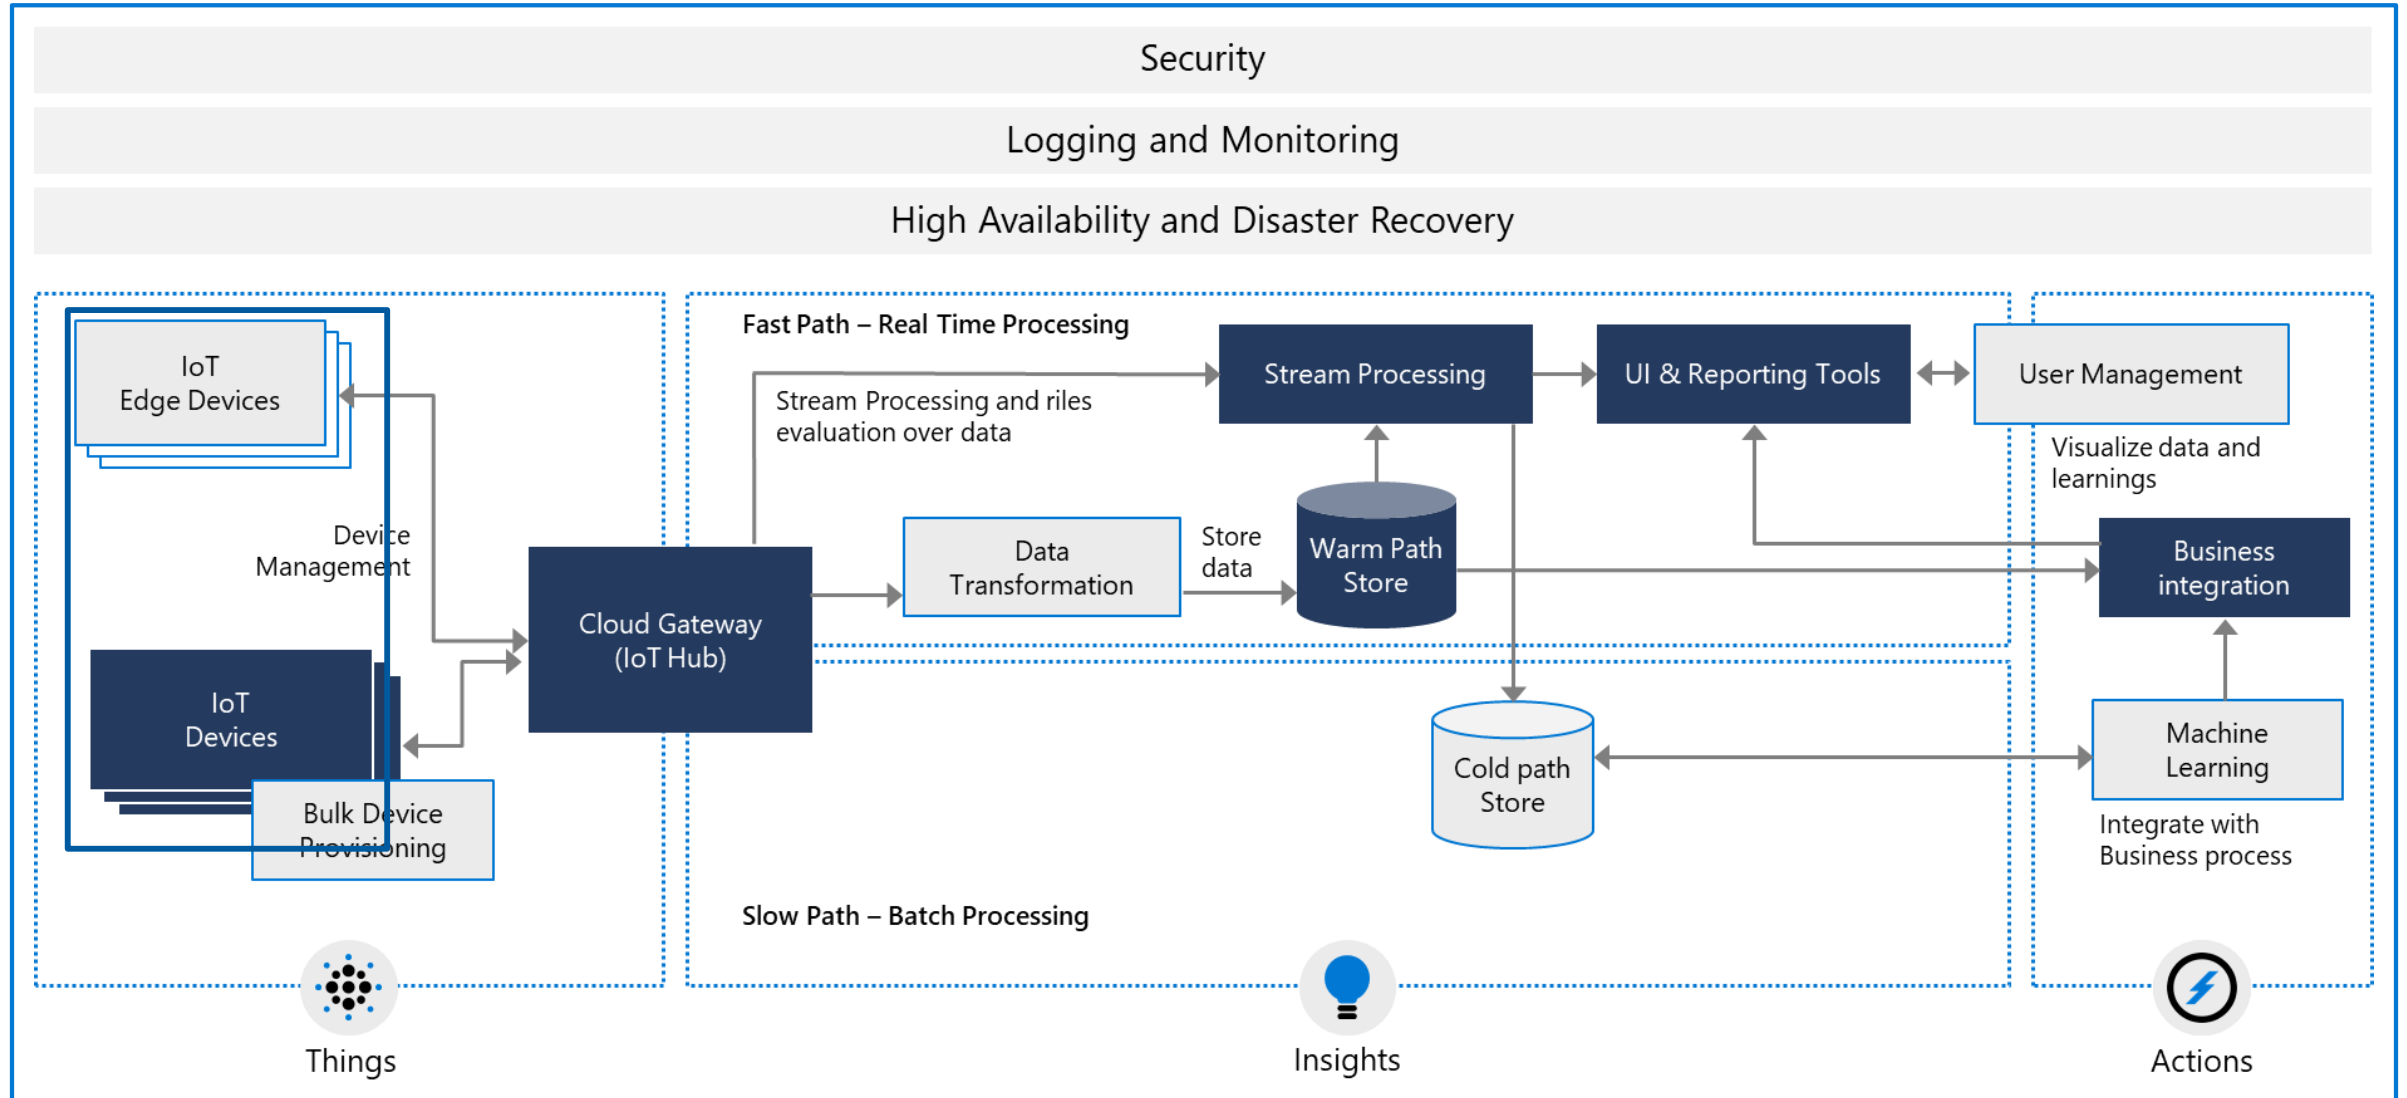 Security
Logging and Monitoring
High Availability and Disaster Recovery
IoT
Edge Devices
Device
Management
IoT
Devices
Bulk Device
Provisioning
Cloud Gateway
(IoT Hub)
Fast Path – Real Time Processing
Stream Processing and riles
evaluation over data
Stream Processing
UI & Reporting Tools
User Management
Visualize data and
learnings
Data
Transformation
Store
data
Warm Path
Store
Business
integration
Cold path
Store
Machine
Learning
Integrate with
Business process
Slow Path – Batch Processing
Things
Insights
Actions